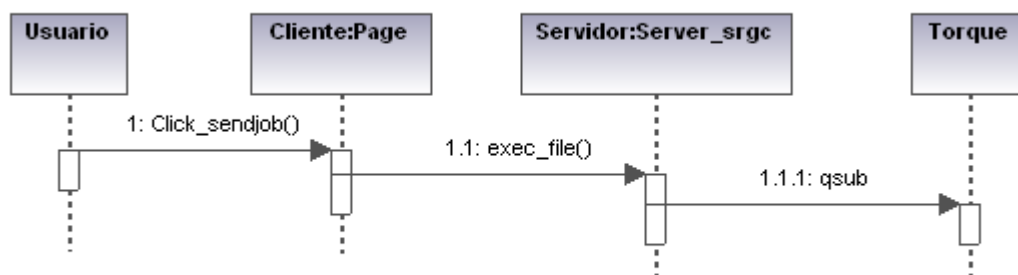 Usuario
Cliente:Page
Servidor:Server_srgc
Torque
1: Click_sendjob()
1.1: exec_file()
1.1.1: qsub